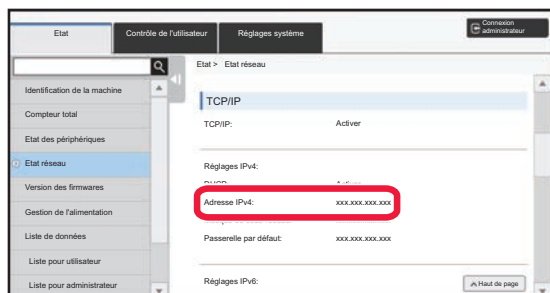 Etat
Contrôle de l'utilisateur
Réglages système
Connexion
administrateur
Etat > Etat réseau
Identification de la machine
Compteur total
Etat des périphériques
Etat réseau
Version des firmwares
Gestion de l'alimentation
Liste de données
Liste pour utilisateur
Liste pour administrateur
TCP/IP
TCP/IP: Activer
Réglages IPv4:
DHCP: Activer
Adresse IPv4: xxx.xxx.xxx.xxx
Passerelle par défaut: xxx.xxx.xxx.xxx
Réglages IPv6:
Haut de page